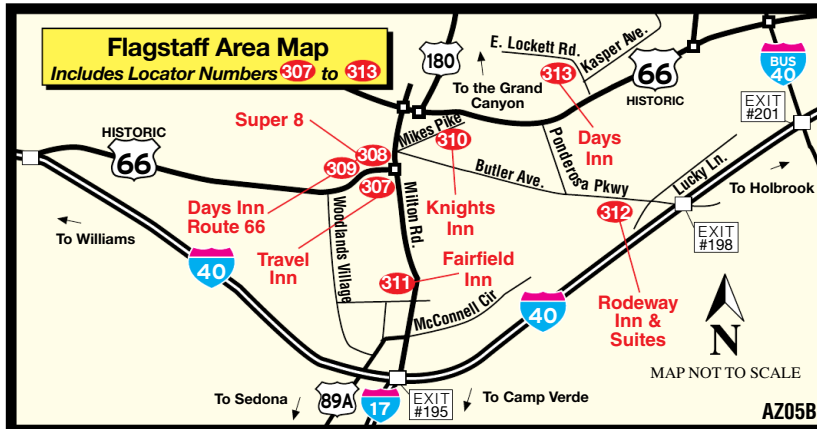 Flagstaff Area Map
Includes Locator Numbers 307 to 313
180
E. Lockett Rd.
Kasper Ave.
To the Grand
Canyon
313
66
HISTORIC
BUS
40
EXIT
#201
Days
Inn
Super 8
Mikes Pike
310
HISTORIC
66
308
309
307
Butler Ave.
Ponderosa Pkwy
Lucky Ln.
To Holbrook
Days Inn
Route 66
Knights
Inn
Milton Rd.
Woodlands Village
312
EXIT
#198
To Williams
40
Travel
Inn
311
Fairfield
Inn
McConnell Cir
40
Rodeway
Inn &
Suites
N
MAP NOT TO SCALE
To Sedona
89A
17
EXIT
#195
To Camp Verde
AZ05B